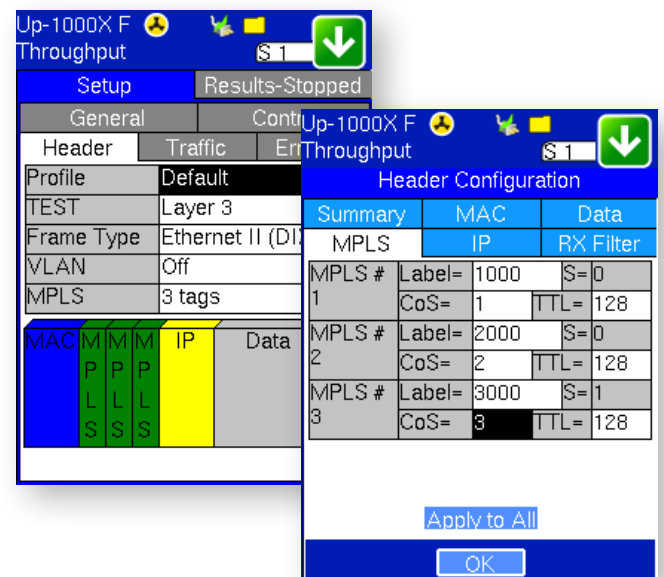 Up-1000X F
Throughput
S 1
Setup Results-Stopped
General
Header Traffic
Profile Default
TEST Layer 3
Frame Type Ethernet II (DI
VLAN Off
MPLS 3 tags
MAC MPLS MPLS MPLS IP Data
Up-1000X F
Throughput
S 1
Header Configuration
Summary MAC Data
MPLS IP RX Filter
MPLS # 1 Label= 1000 S= 0
CoS= 1 TTL= 128
MPLS # 2 Label= 2000 S= 0
CoS= 2 TTL= 128
MPLS # 3 Label= 3000 S= 1
CoS= 3 TTL= 128
Apply to All
OK